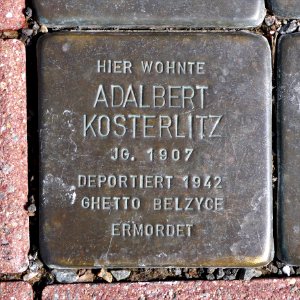 HIER WOHNTE
ADALBERT
KOSTERLITZ
JG. 1907
DEPORTIERT 1942
GHETTO BELZYCE
ERMORDET